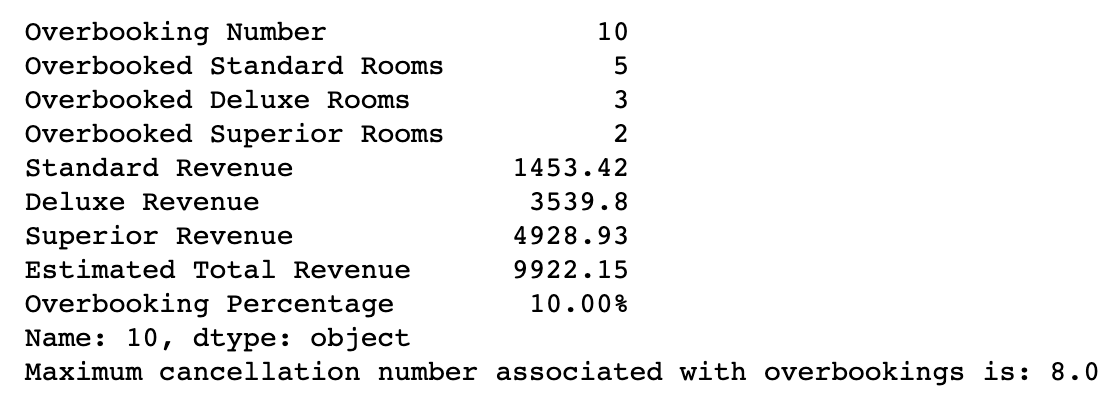 Overbooking Number 10
Overbooked Standard Rooms 5
Overbooked Deluxe Rooms 3
Overbooked Superior Rooms 2
Standard Revenue 1453.42
Deluxe Revenue 3539.8
Superior Revenue 4928.93
Estimated Total Revenue 9922.15
Overbooking Percentage 10.00%
Name: 10, dtype: object
Maximum cancellation number associated with overbookings is: 8.0